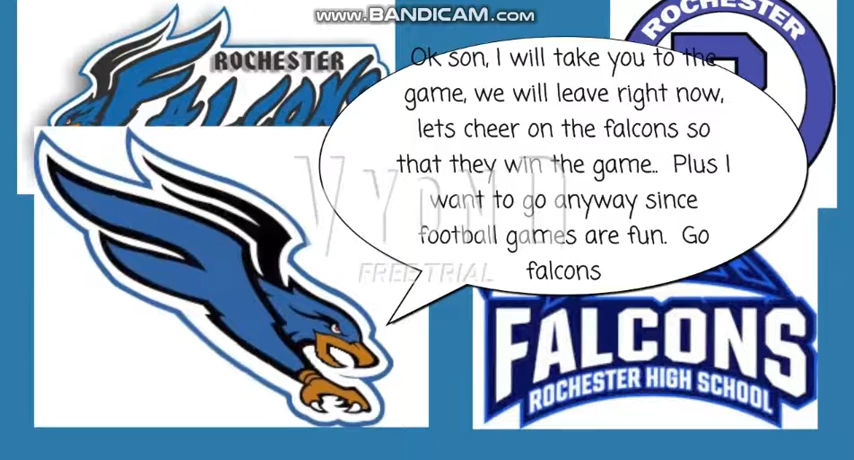 www.BANDICAM.com
ROCHESTER
ROCHESTER
FALCONS
Ok son, I will take you to the
game, we will leave right now,
lets cheer on the falcons so
that they win the game.. Plus I
want to go anyway since
football games are fun. Go
falcons
VYOND
FREE TRIAL
FALCONS
ROCHESTER HIGH SCHOOL